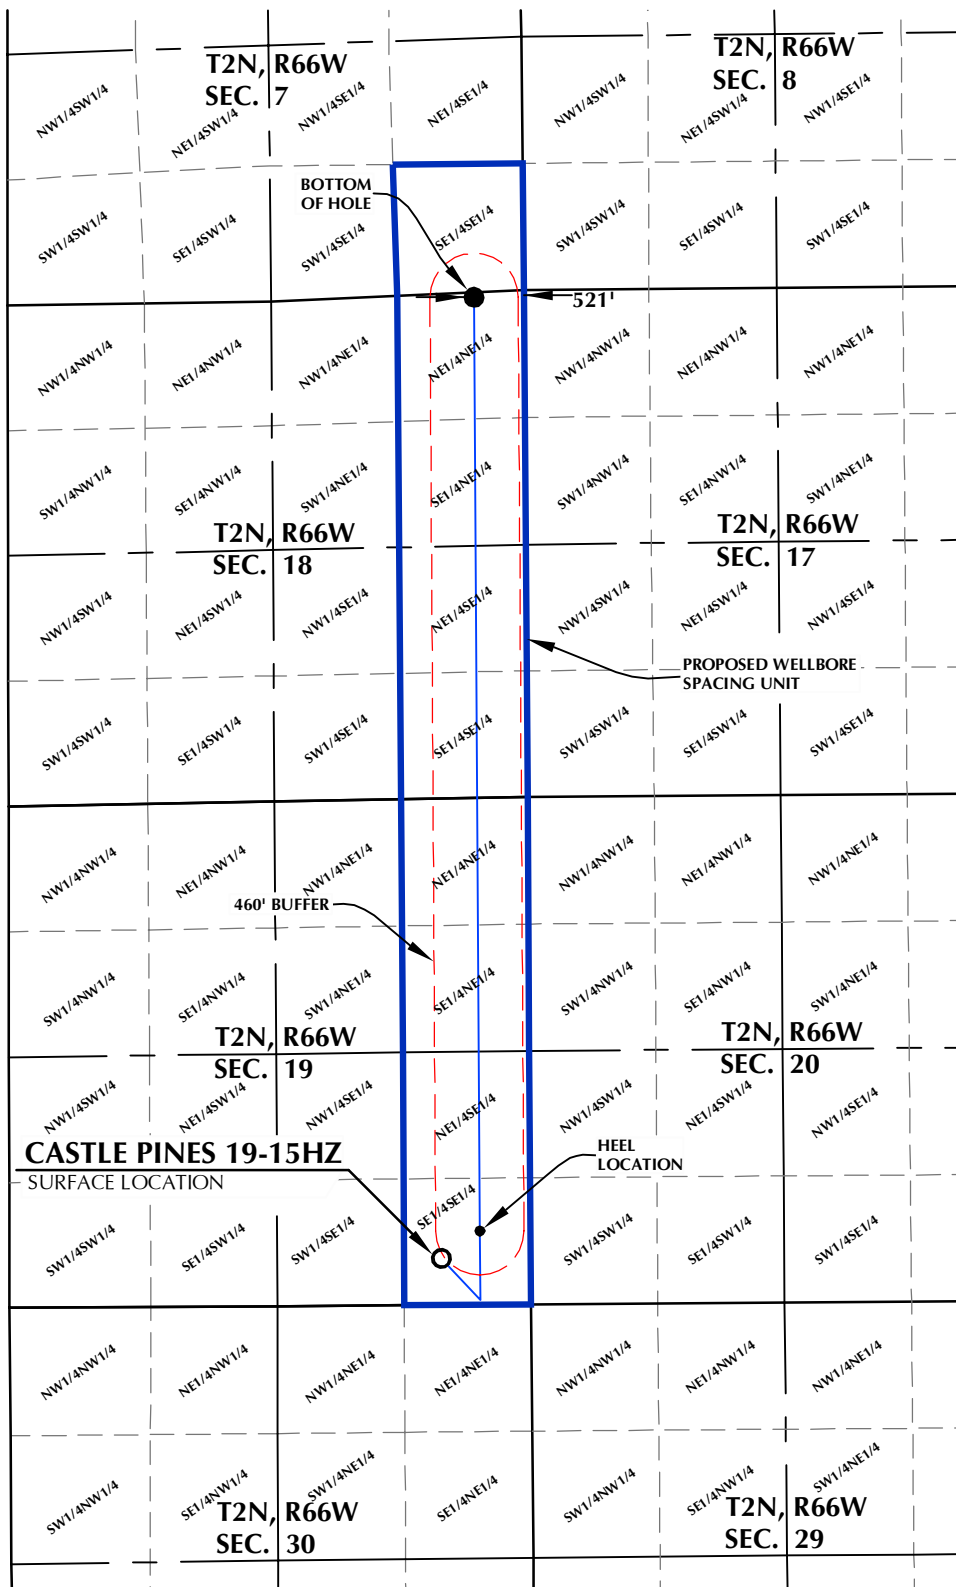 T2N, R66W
SEC. 7
T2N, R66W
SEC. 8
NW1/4SW1/4
NE1/4SW1/4
NW1/4SE1/4
NE1/4SE1/4
NW1/4SW1/4
NE1/4SW1/4
NW1/4SE1/4
BOTTOM
OF HOLE
SW1/4SW1/4
SE1/4SW1/4
SW1/4SE1/4
SE1/4SE1/4
SW1/4SW1/4
SE1/4SW1/4
SW1/4SE1/4
521'
NW1/4NW1/4
NE1/4NW1/4
NW1/4NE1/4
NE1/4NE1/4
NW1/4NW1/4
NE1/4NW1/4
NW1/4NE1/4
SW1/4NW1/4
SE1/4NW1/4
SW1/4NE1/4
SE1/4NE1/4
SW1/4NW1/4
SE1/4NW1/4
SW1/4NE1/4
T2N, R66W
SEC. 18
T2N, R66W
SEC. 17
NW1/4SW1/4
NE1/4SW1/4
NW1/4SE1/4
NE1/4SE1/4
NW1/4SW1/4
NE1/4SW1/4
NW1/4SE1/4
PROPOSED WELLBORE
SPACING UNIT
SW1/4SW1/4
SE1/4SW1/4
SW1/4SE1/4
SE1/4SE1/4
SW1/4SW1/4
SE1/4SW1/4
SW1/4SE1/4
NW1/4NW1/4
NE1/4NW1/4
NW1/4NE1/4
NE1/4NE1/4
NW1/4NW1/4
NE1/4NW1/4
NW1/4NE1/4
460' BUFFER
SW1/4NW1/4
SE1/4NW1/4
SW1/4NE1/4
SE1/4NE1/4
SW1/4NW1/4
SE1/4NW1/4
SW1/4NE1/4
T2N, R66W
SEC. 19
T2N, R66W
SEC. 20
NW1/4SW1/4
NE1/4SW1/4
NW1/4SE1/4
NE1/4SE1/4
NW1/4SW1/4
NE1/4SW1/4
NW1/4SE1/4
CASTLE PINES 19-15HZ
SURFACE LOCATION
HEEL
LOCATION
SW1/4SW1/4
SE1/4SW1/4
SW1/4SE1/4
SE1/4SE1/4
SW1/4SW1/4
SE1/4SW1/4
SW1/4SE1/4
NW1/4NW1/4
NE1/4NW1/4
NW1/4NE1/4
NE1/4NE1/4
NW1/4NW1/4
NE1/4NW1/4
NW1/4NE1/4
SW1/4NW1/4
SE1/4NW1/4
SW1/4NE1/4
SE1/4NE1/4
SW1/4NW1/4
SE1/4NW1/4
SW1/4NE1/4
T2N, R66W
SEC. 30
T2N, R66W
SEC. 29